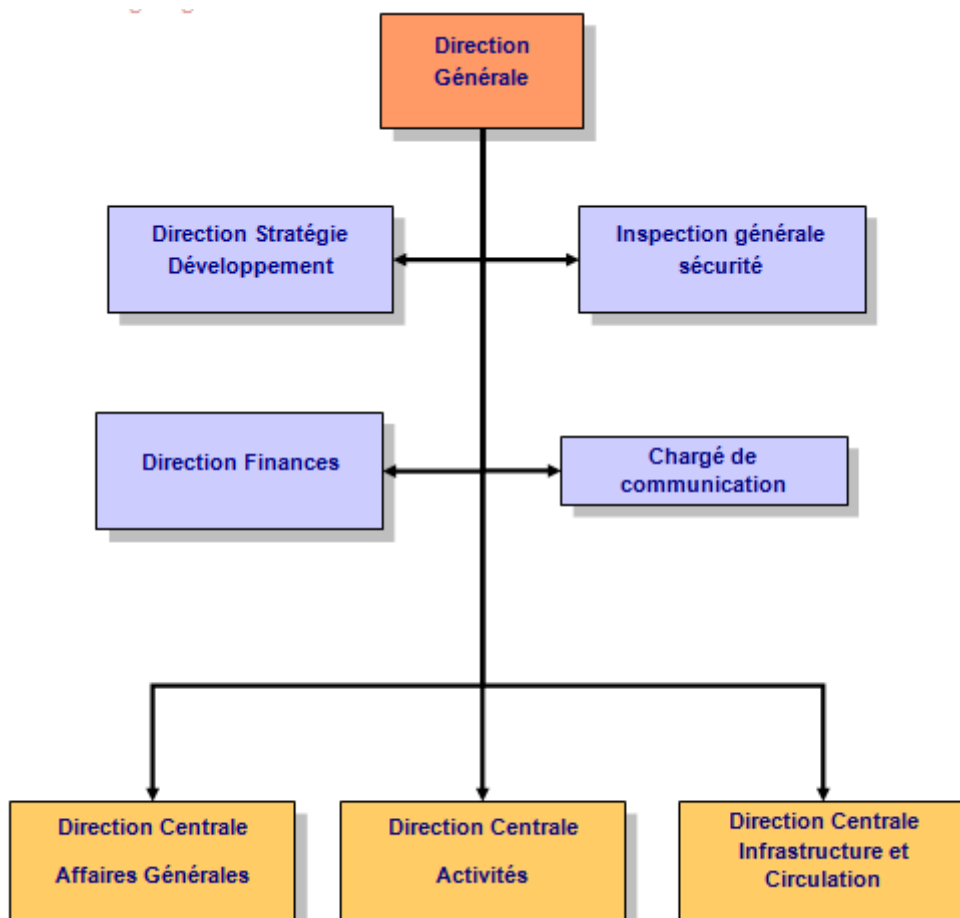 Direction
Générale
Direction Stratégie
Développement
Inspection générale
sécurité
Direction Finances
Chargé de
communication
Direction Centrale
Affaires Générales
Direction Centrale
Activités
Direction Centrale
Infrastructure et
Circulation